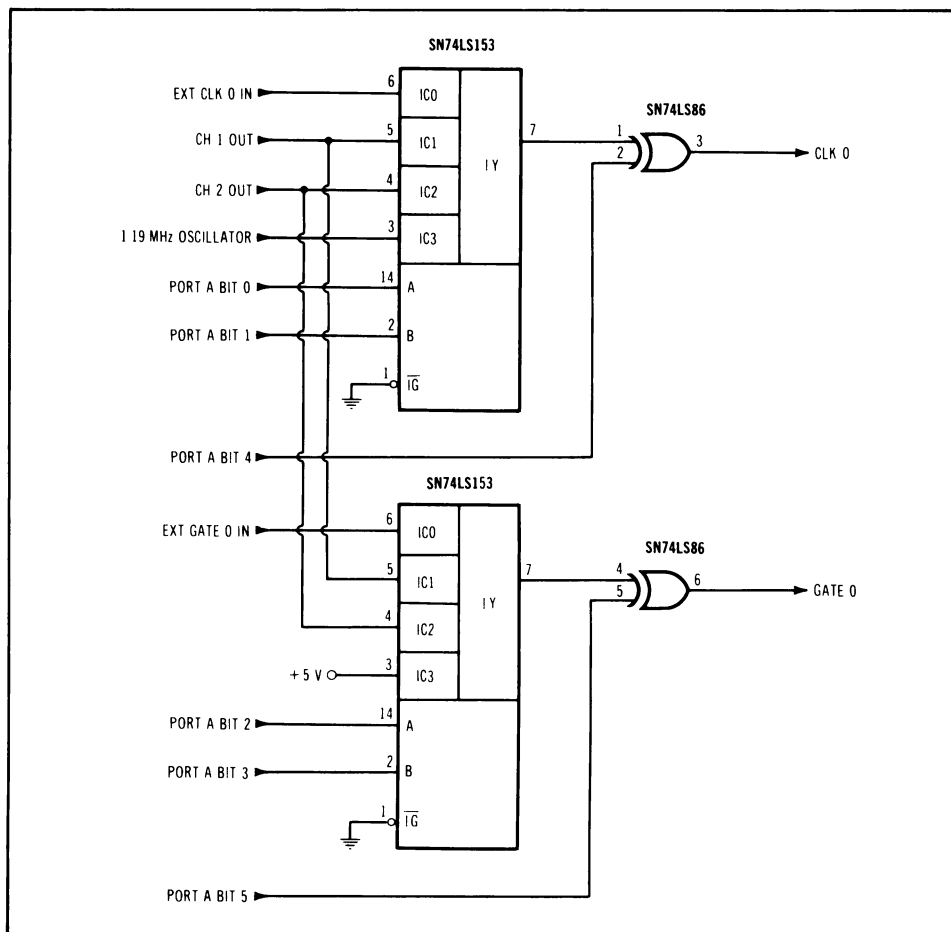 SN74LS153
EXT CLK 0 IN
6
IC0
CH 1 OUT
5
IC1
CH 2 OUT
4
IC2
1 19 MHz OSCILLATOR
3
IC3
IY
7
SN74LS86
1
2
3
CLK 0
PORT A BIT 0
14
A
PORT A BIT 1
2
B
1
IG
PORT A BIT 4
SN74LS153
EXT GATE 0 IN
6
IC0
5
IC1
4
IC2
+5 V
3
IC3
IY
7
SN74LS86
4
5
6
GATE 0
PORT A BIT 2
14
A
PORT A BIT 3
2
B
1
IG
PORT A BIT 5